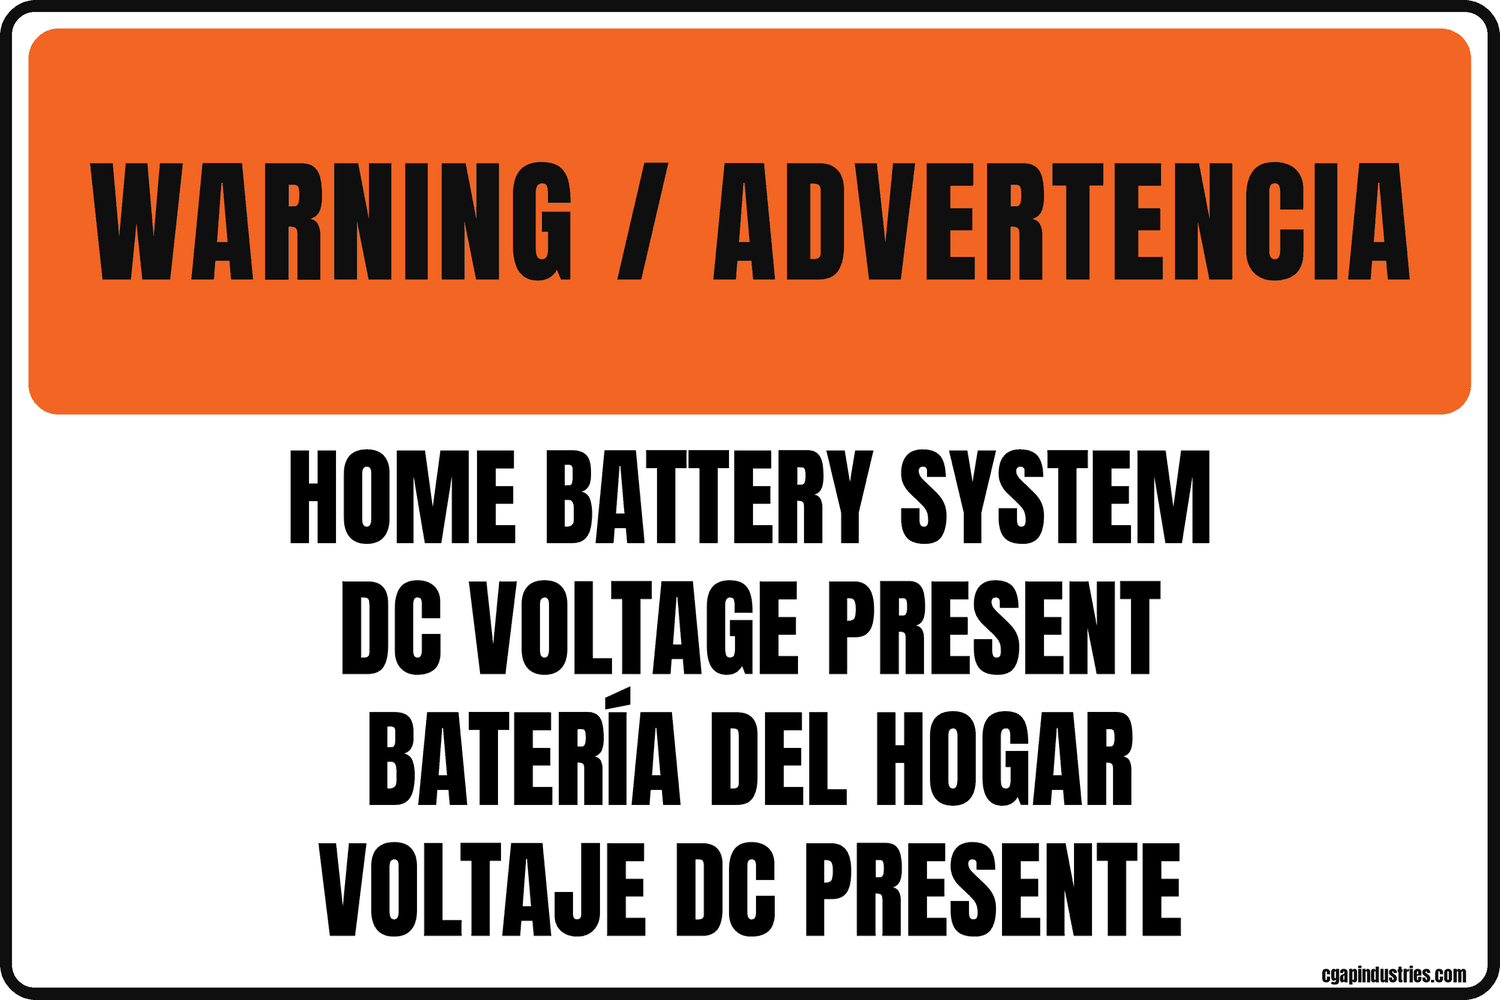 WARNING / ADVERTENCIA
HOME BATTERY SYSTEM
DC VOLTAGE PRESENT
BATERÍA DEL HOGAR
VOLTAJE DC PRESENTE
cgapindustries.com